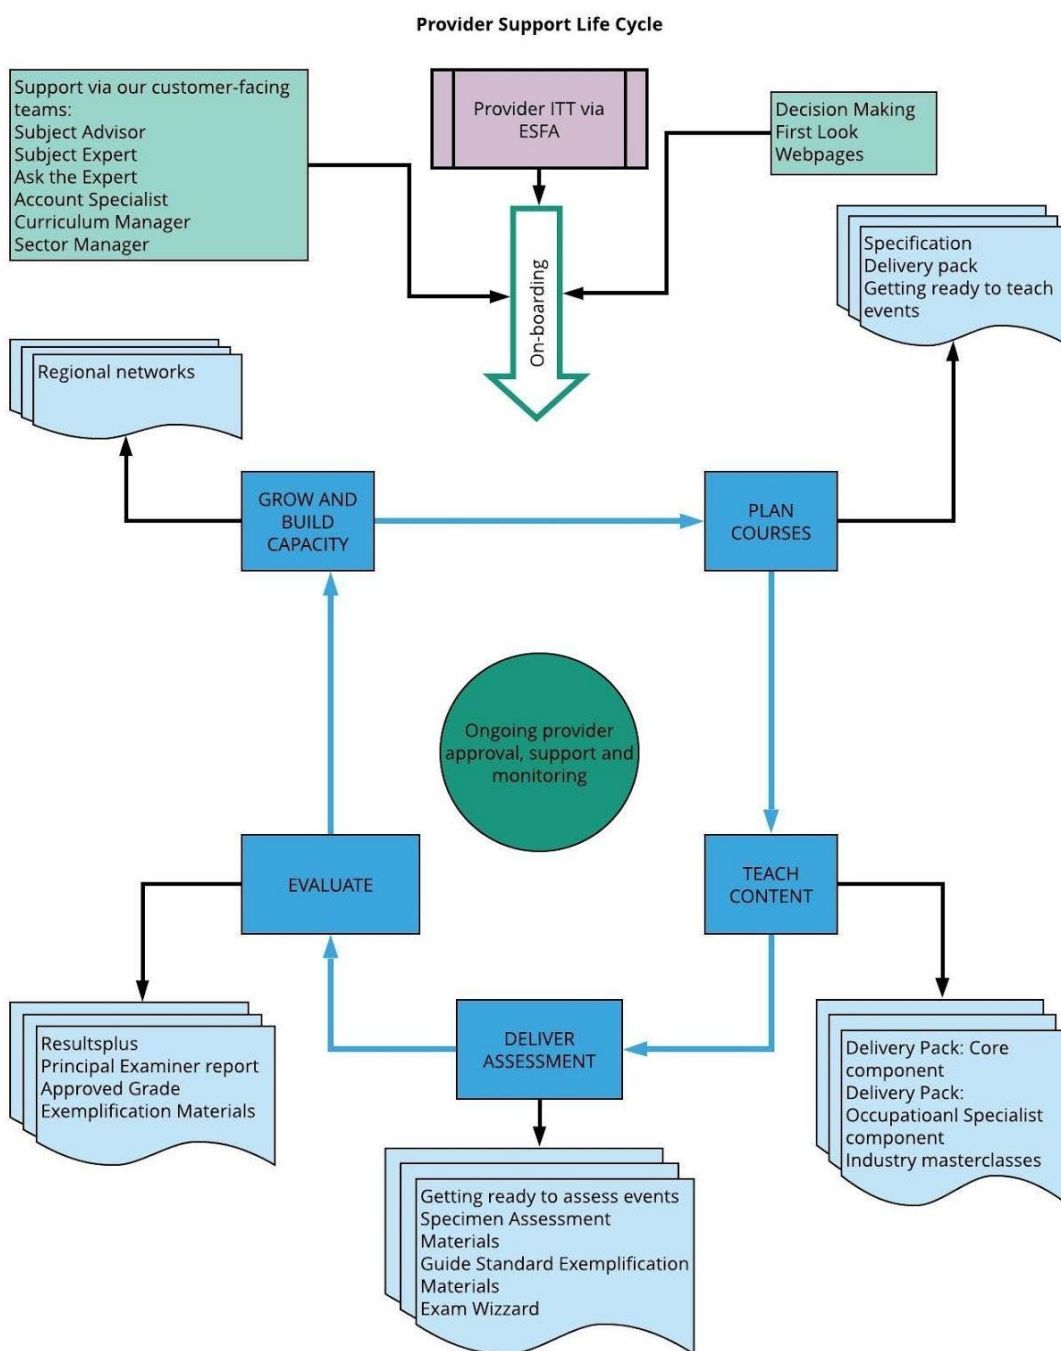 Provider Support Life Cycle
Support via our customer-facing
teams:
Subject Advisor
Subject Expert
Ask the Expert
Account Specialist
Curriculum Manager
Sector Manager
Provider ITT via
ESFA
Decision Making
First Look
Webpages
On-boarding
Specification
Delivery pack
Getting ready to teach
events
Regional networks
GROW AND
BUILD
CAPACITY
PLAN
COURSES
Ongoing provider
approval, support and
monitoring
EVALUATE
TEACH
CONTENT
DELIVER
ASSESSMENT
Resultsplus
Principal Examiner report
Approved Grade
Exemplification Materials
Delivery Pack: Core
component
Delivery Pack:
Occupatioanl Specialist
component
Industry masterclasses
Getting ready to assess events
Specimen Assessment
Materials
Guide Standard Exemplification
Materials
Exam Wizzard